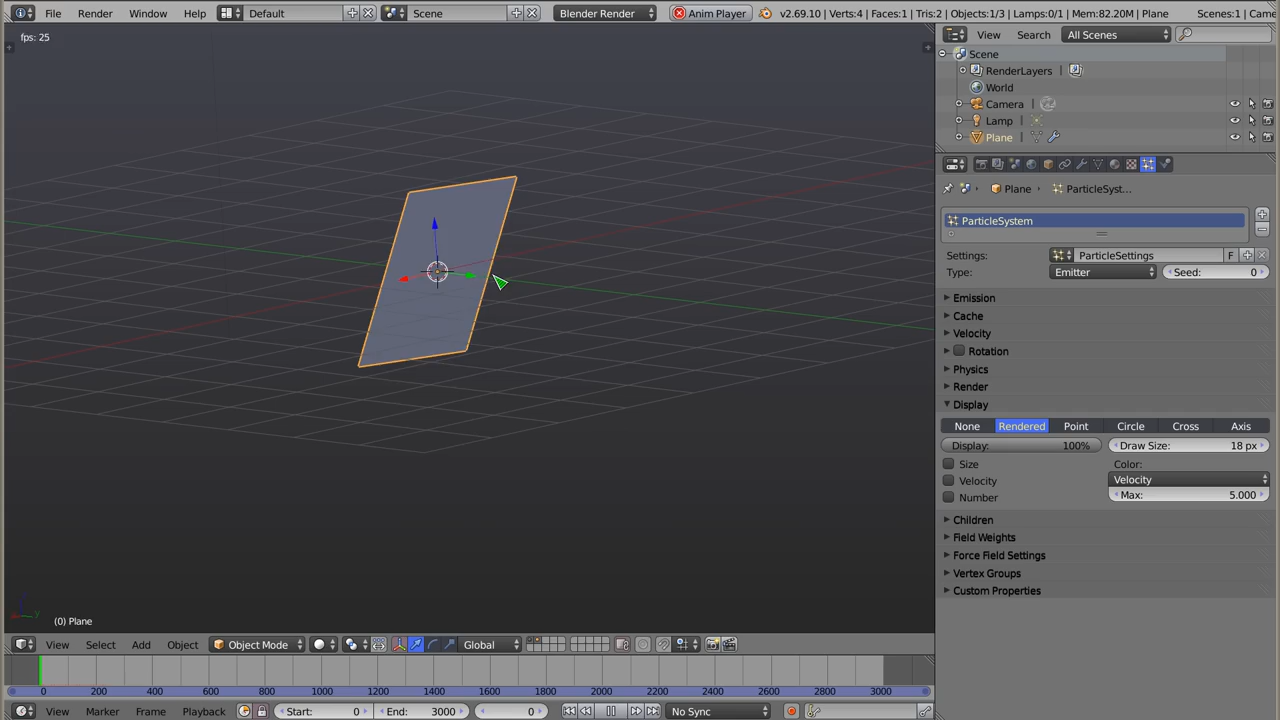 File Render Window Help Default Scene Blender Render Anim Player v2.69.10 | Verts:4 | Faces:1 | Tris:2 | Objects:1/3 | Lamps:0/1 | Mem:82.20M | Plane Scenes:1 | Came
fps: 25
View Search All Scenes
Scene
RenderLayers
World
Camera
Lamp
Plane
Plane ParticleSyst...
ParticleSystem
Settings: ParticleSettings F
Type: Emitter Seed: 0
Emission
Cache
Velocity
Rotation
Physics
Render
Display
None Rendered Point Circle Cross Axis
Display: 100% Draw Size: 18 px
Size Color:
Velocity Velocity
Number Max: 5.000
Children
Field Weights
Force Field Settings
Vertex Groups
Custom Properties
y
(0) Plane
View Select Add Object Object Mode Global
0 200 400 600 800 1000 1200 1400 1600 1800 2000 2200 2400 2600 2800 3000
View Marker Frame Playback Start: 0 End: 3000 0 No Sync